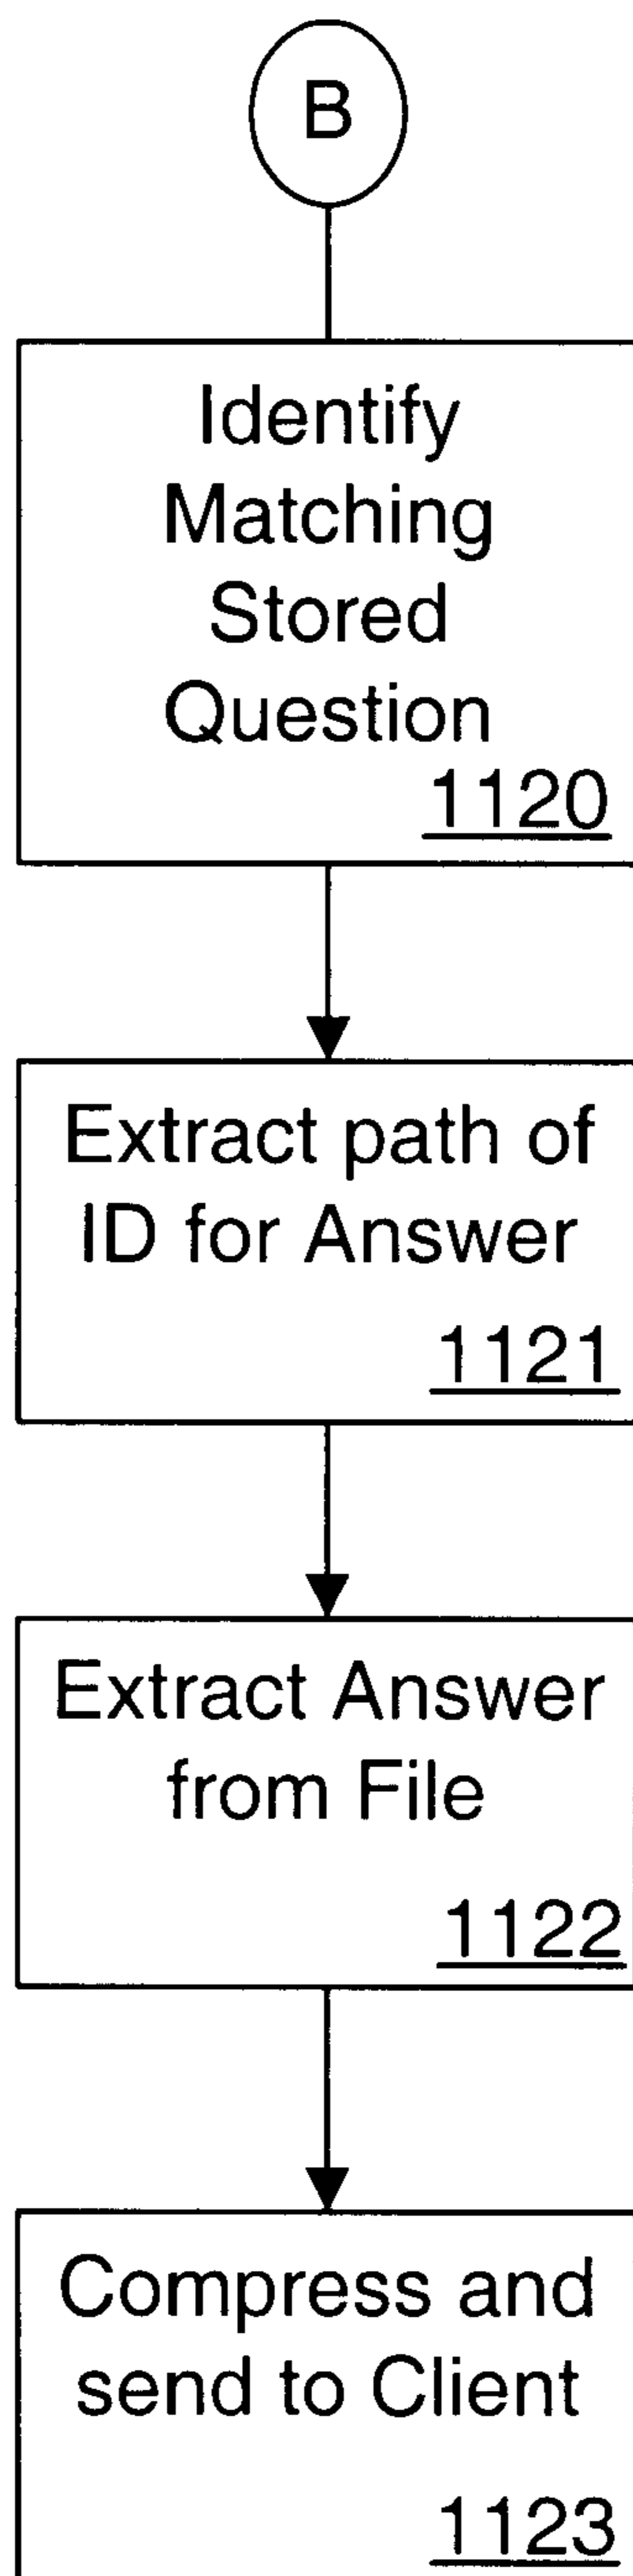 B
Identify
Matching
Stored
Question
1120
Extract path of
ID for Answer
1121
Extract Answer
from File
1122
Compress and
send to Client
1123